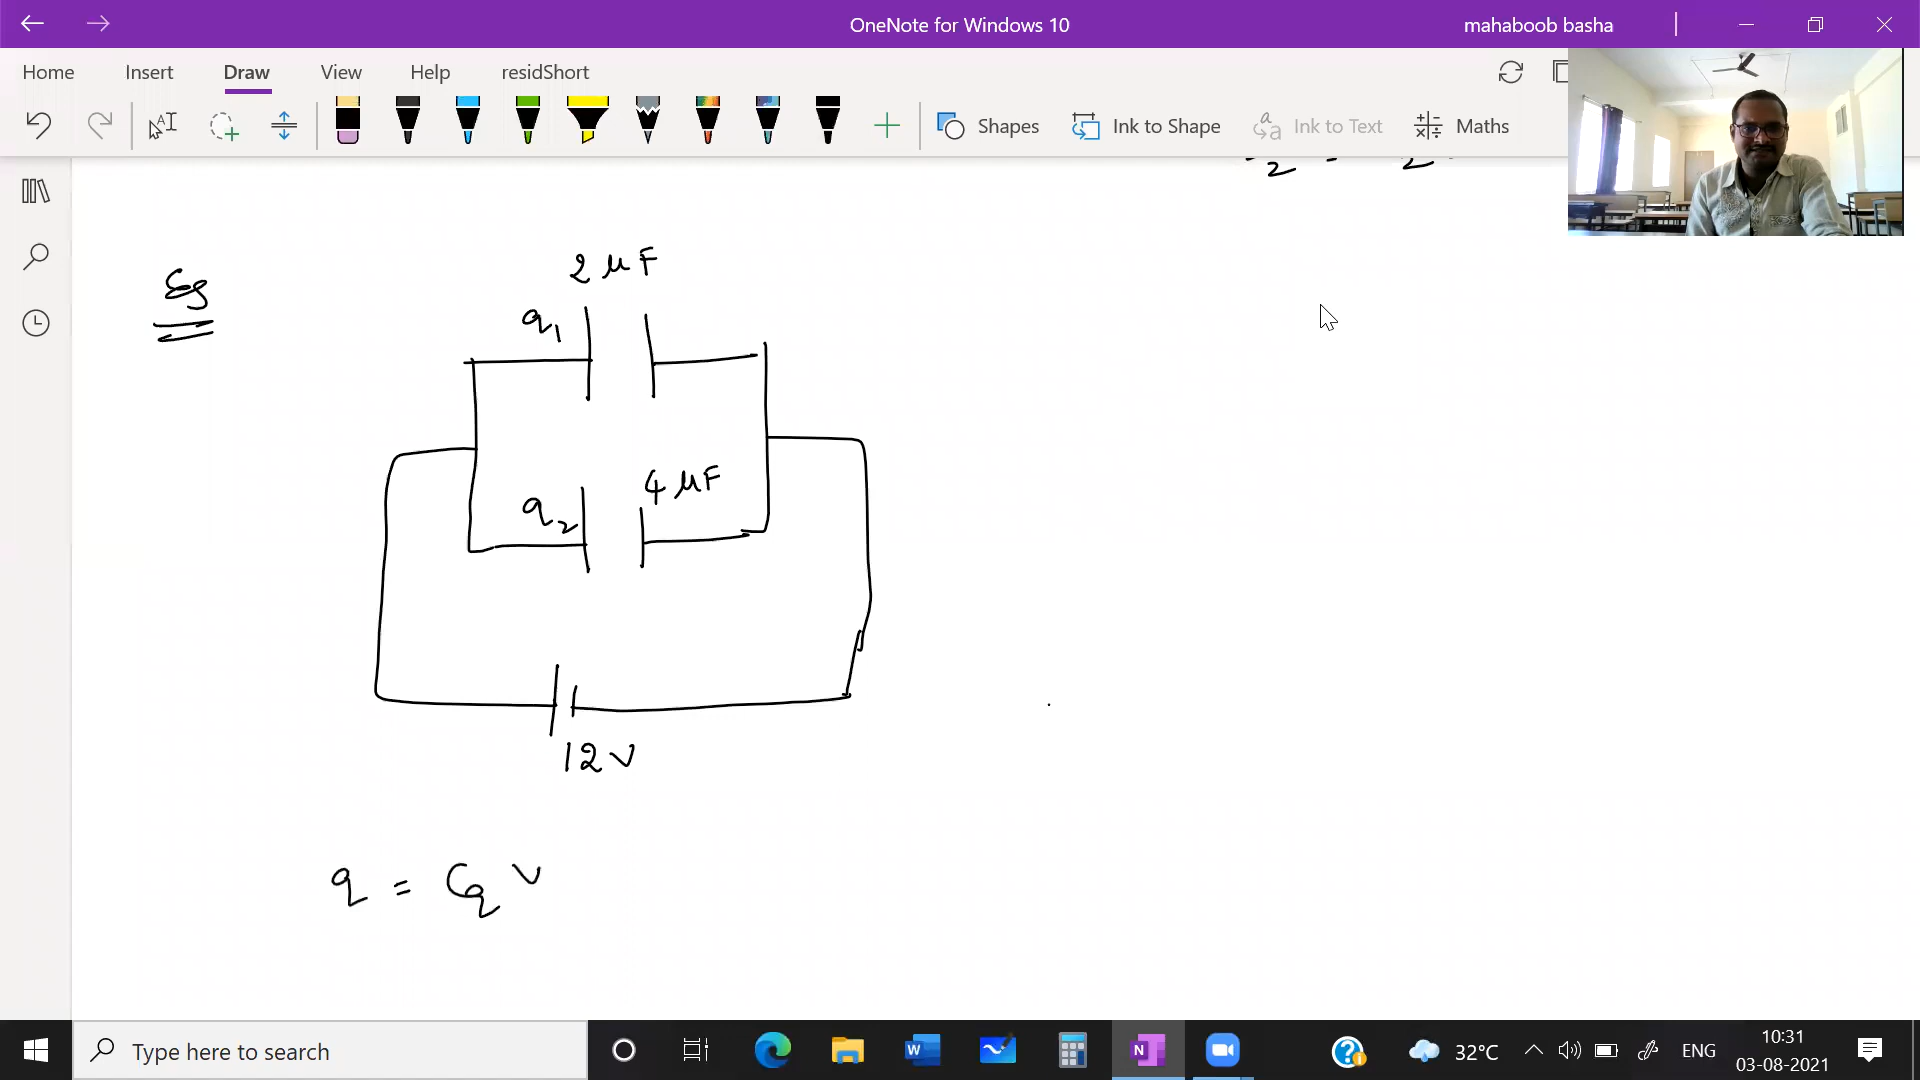 OneNote for Windows 10
mahaboob basha
Home Insert Draw View Help residShort
Shapes Ink to Shape Ink to Text Maths
2 2
Eg
2 μF
q1
4 μF
q2
12 V
q = Cq V
Type here to search
32°C ENG 10:31
03-08-2021